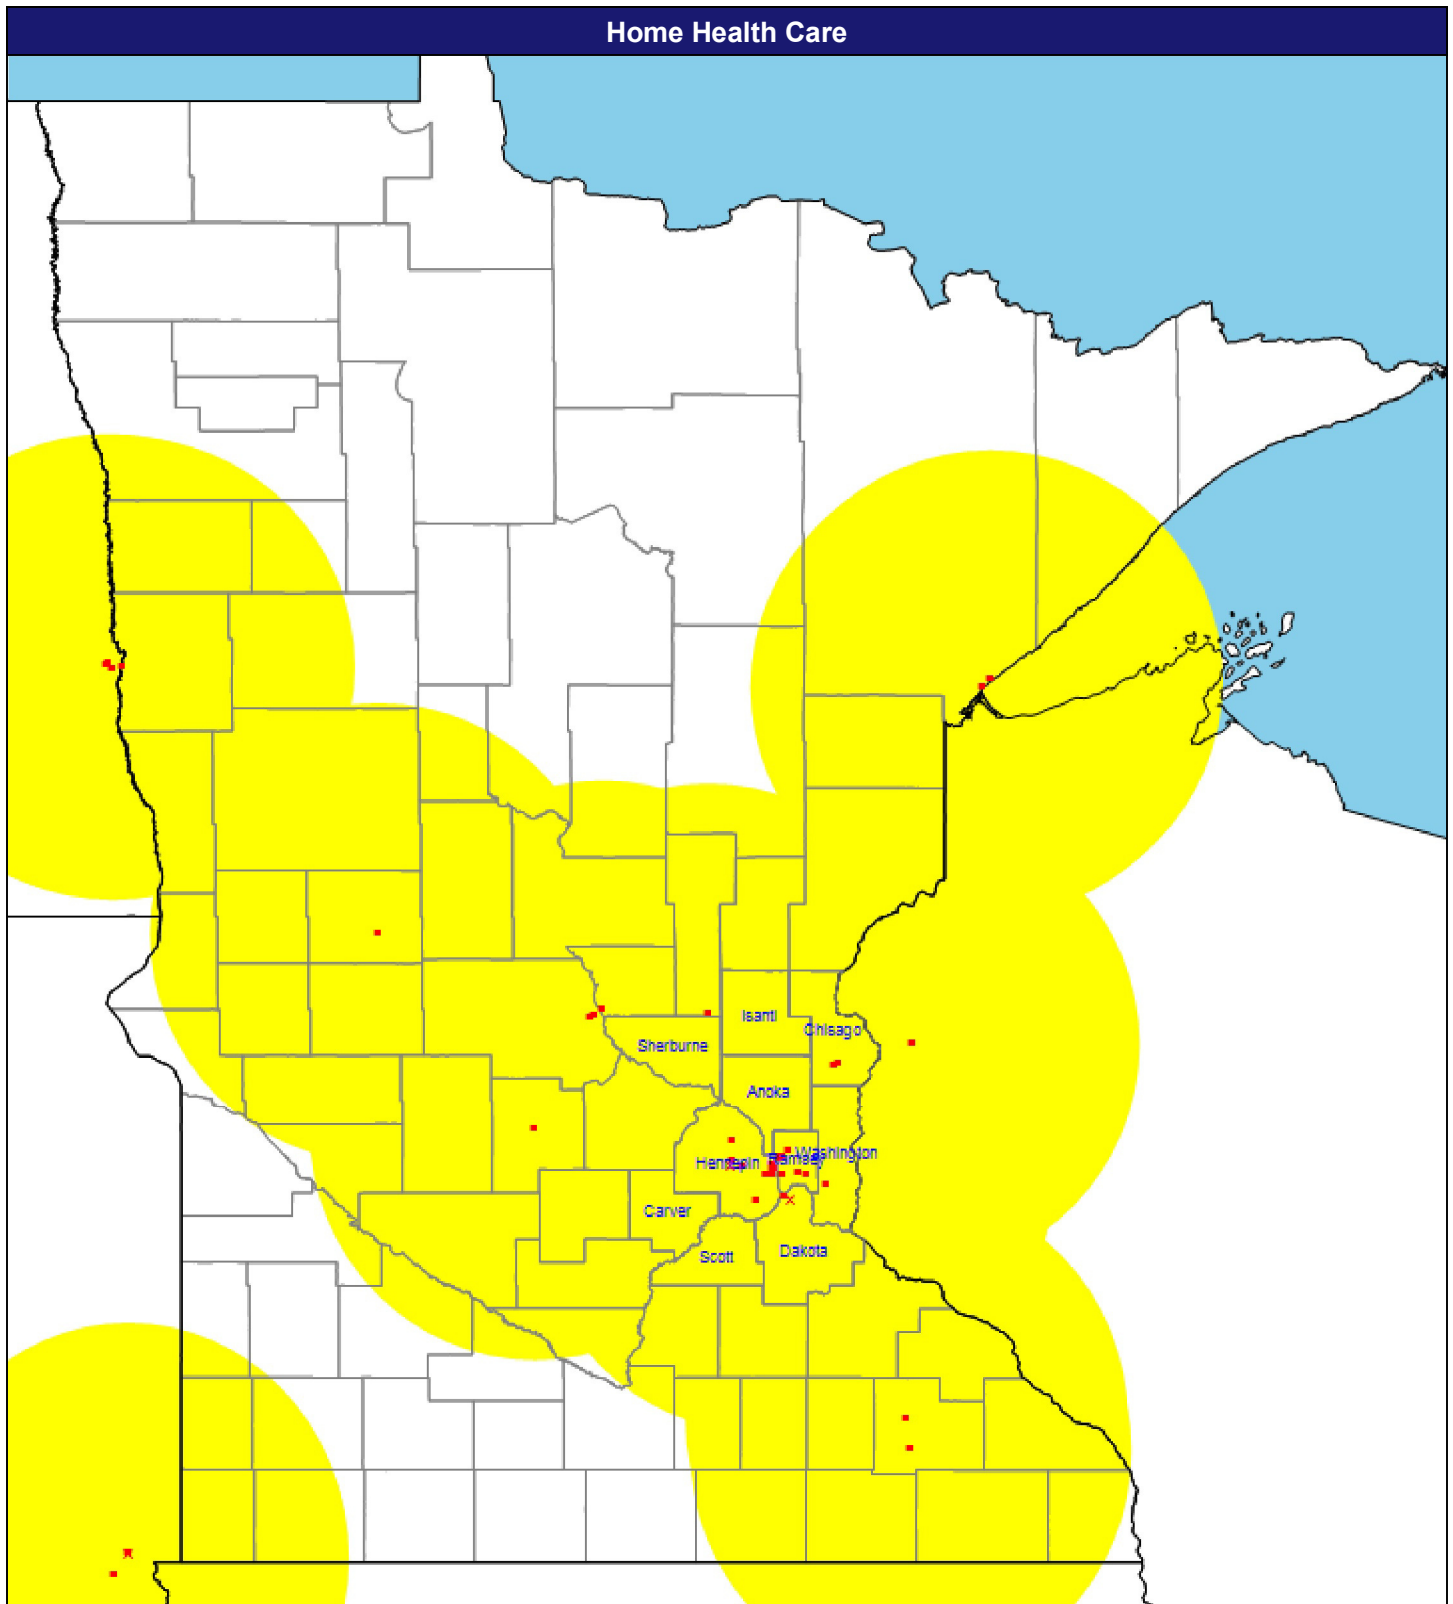 Home Health Care
Isanti
Chisago
Sherburne
Anoka
Washington
Hennepin
Ramsey
Carver
Dakota
Scott